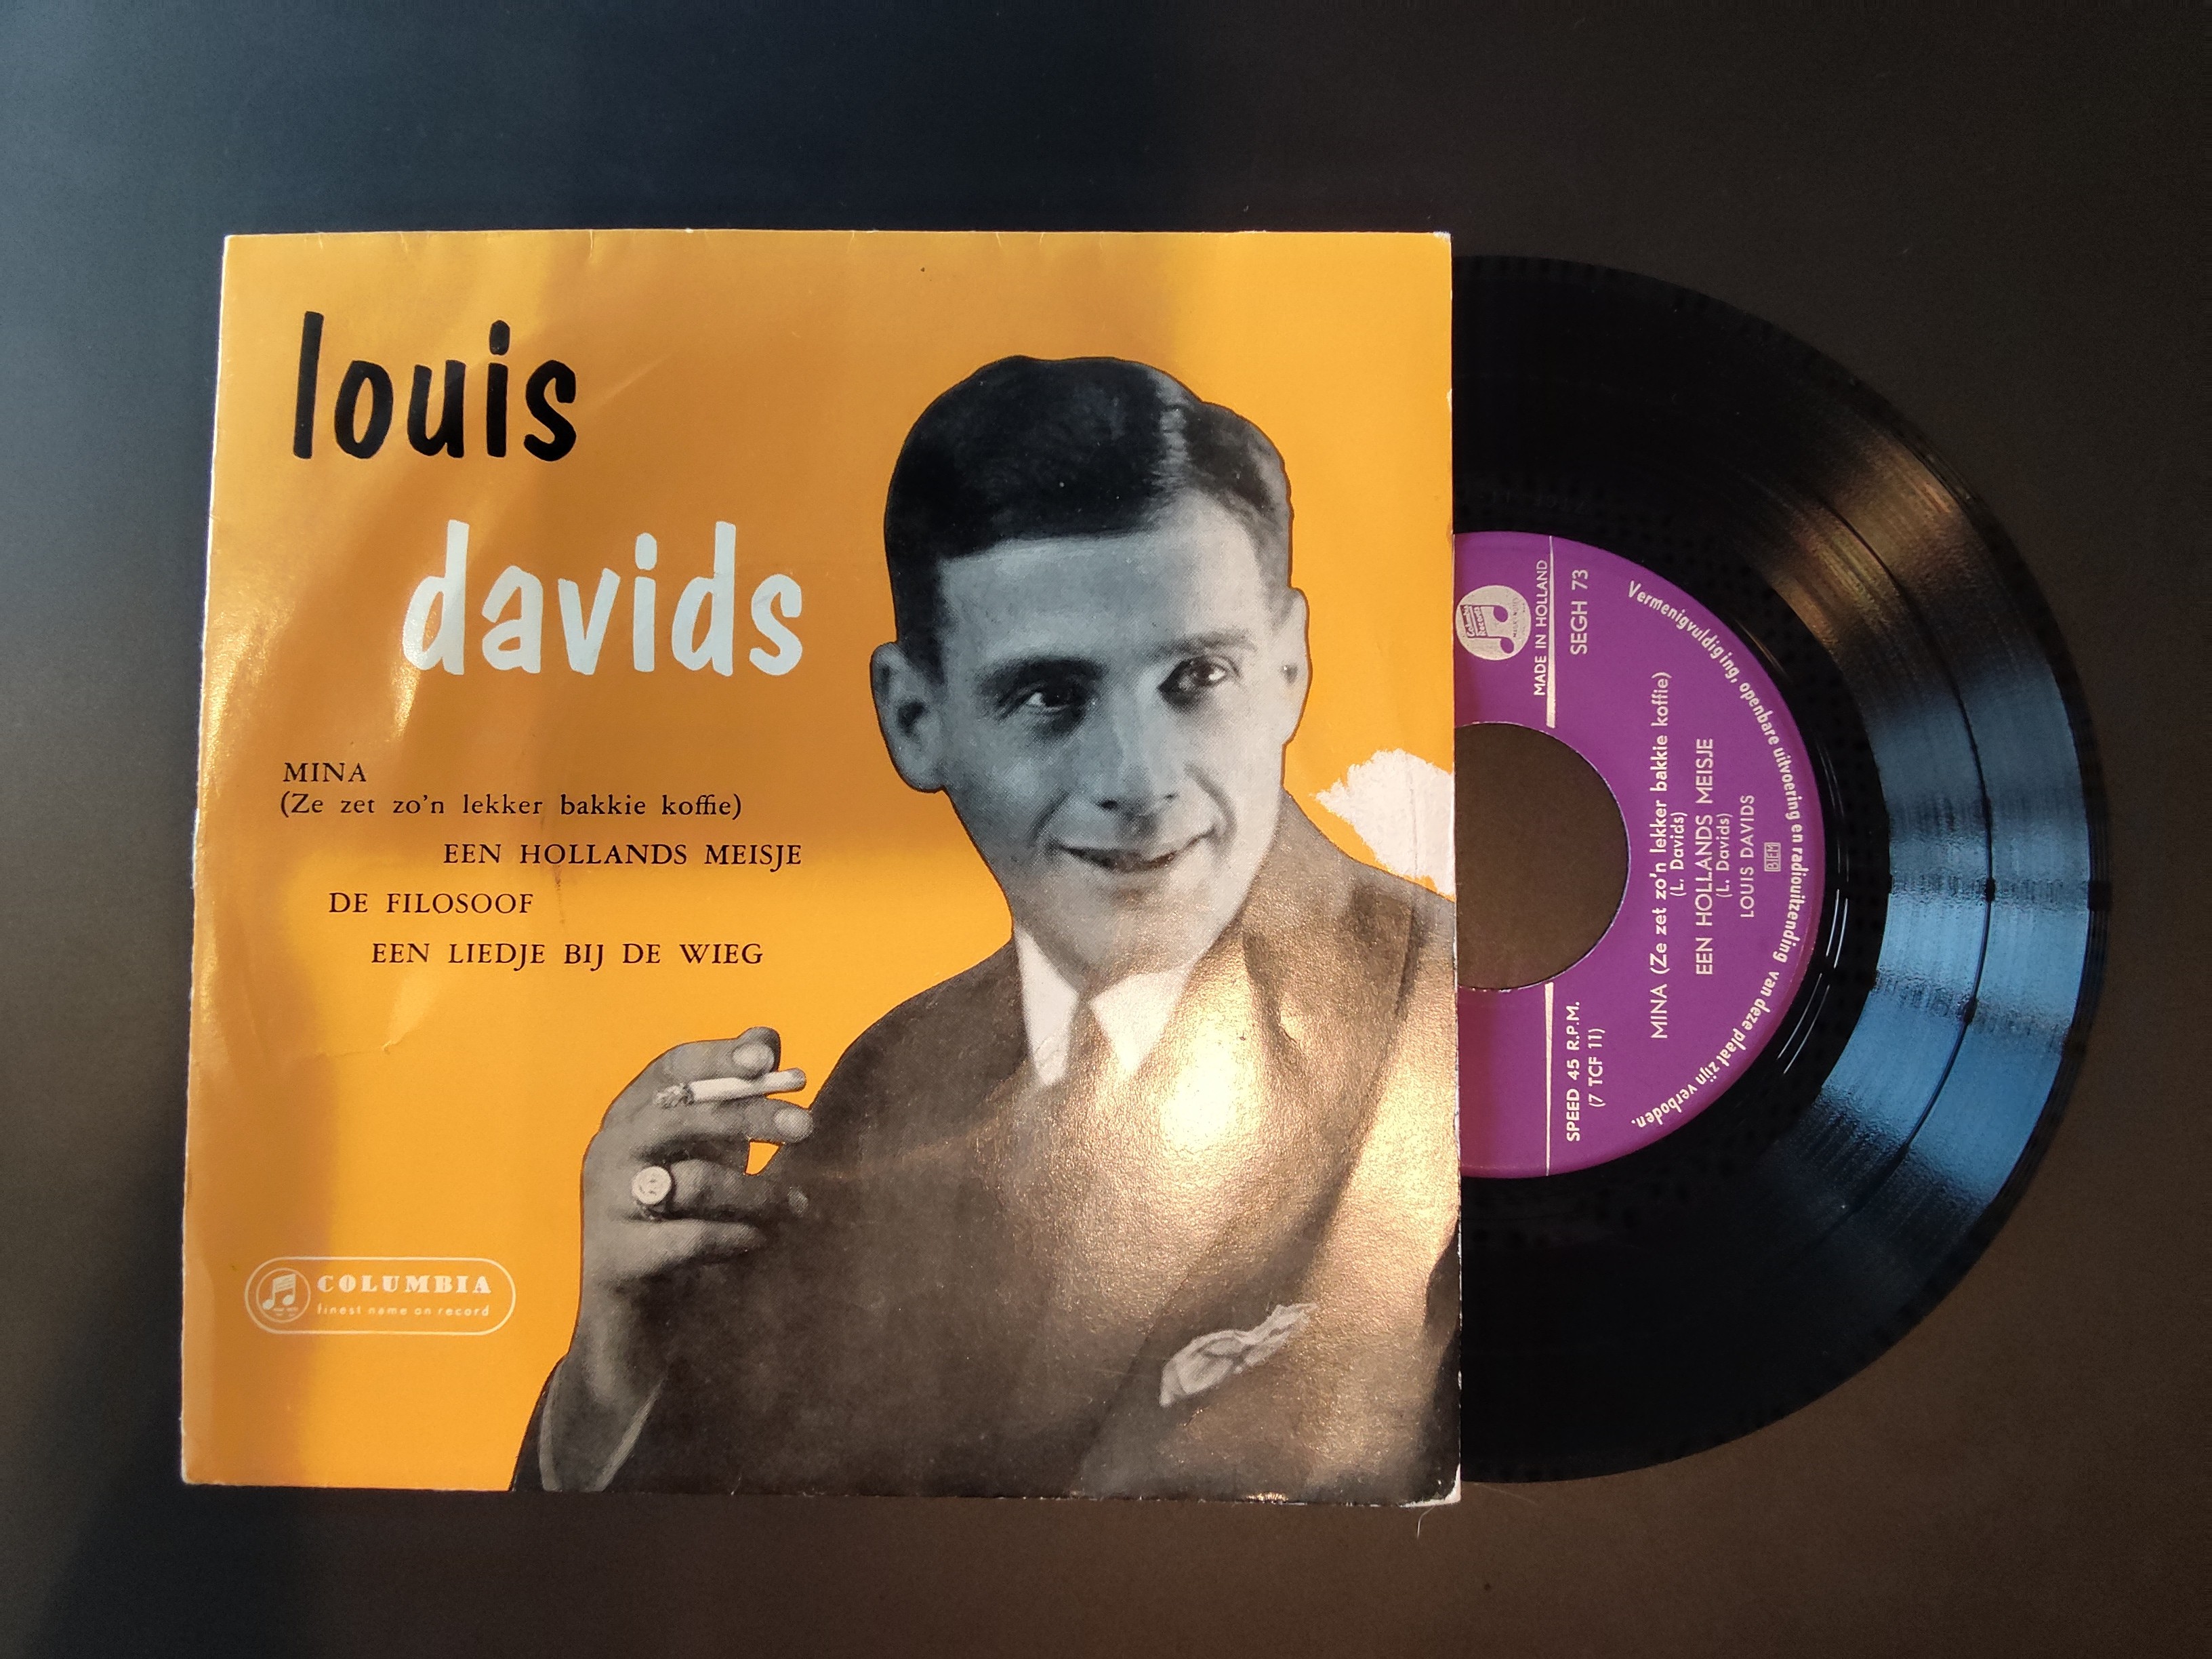 louis
davids
MINA
(Ze zet zo'n lekker bakkie koffie)
EEN HOLLANDS MEISJE
DE FILOSOOF
EEN LIEDJE BIJ DE WIEG
COLUMBIA
finest name on record
Columbia
Records
MADE IN HOLLAND
SEGH 73
SPEED 45 R.P.M.
(7 TCF 11)
MINA (Ze zet zo'n lekker bakkie koffie)
(L. Davids)
EEN HOLLANDS MEISJE
(L. Davids)
LOUIS DAVIDS
BIEM
Vermenigvuldiging, openbare uitvoering en radiouitzending van deze plaat zijn verboden.